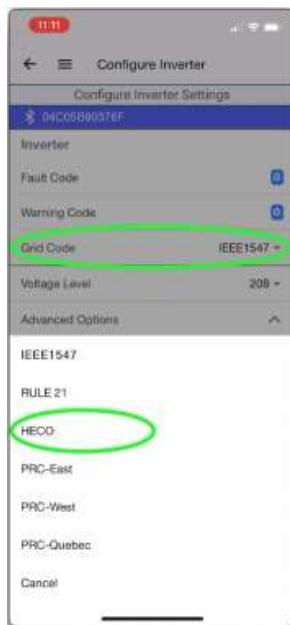 11:11
Configure Inverter
Configure Inverter Settings
04C05B90376F
Inverter
Fault Code 0
Warning Code 0
Grid Code IEEE1547
Voltage Level 208
Advanced Options
IEEE1547
RULE 21
HECO
PRC-East
PRC-West
PRC-Quebec
Cancel